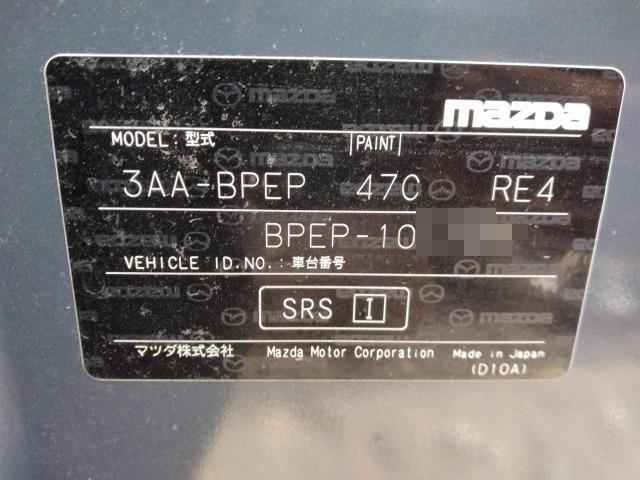 mazda
MODEL: 型式 PAINT
3AA-BPEP 47C RE4
BPEP-10
VEHICLE ID.NO.: 車台番号
SRS I
マツダ株式会社 Mazda Motor Corporation Made in Japan
(D10A)